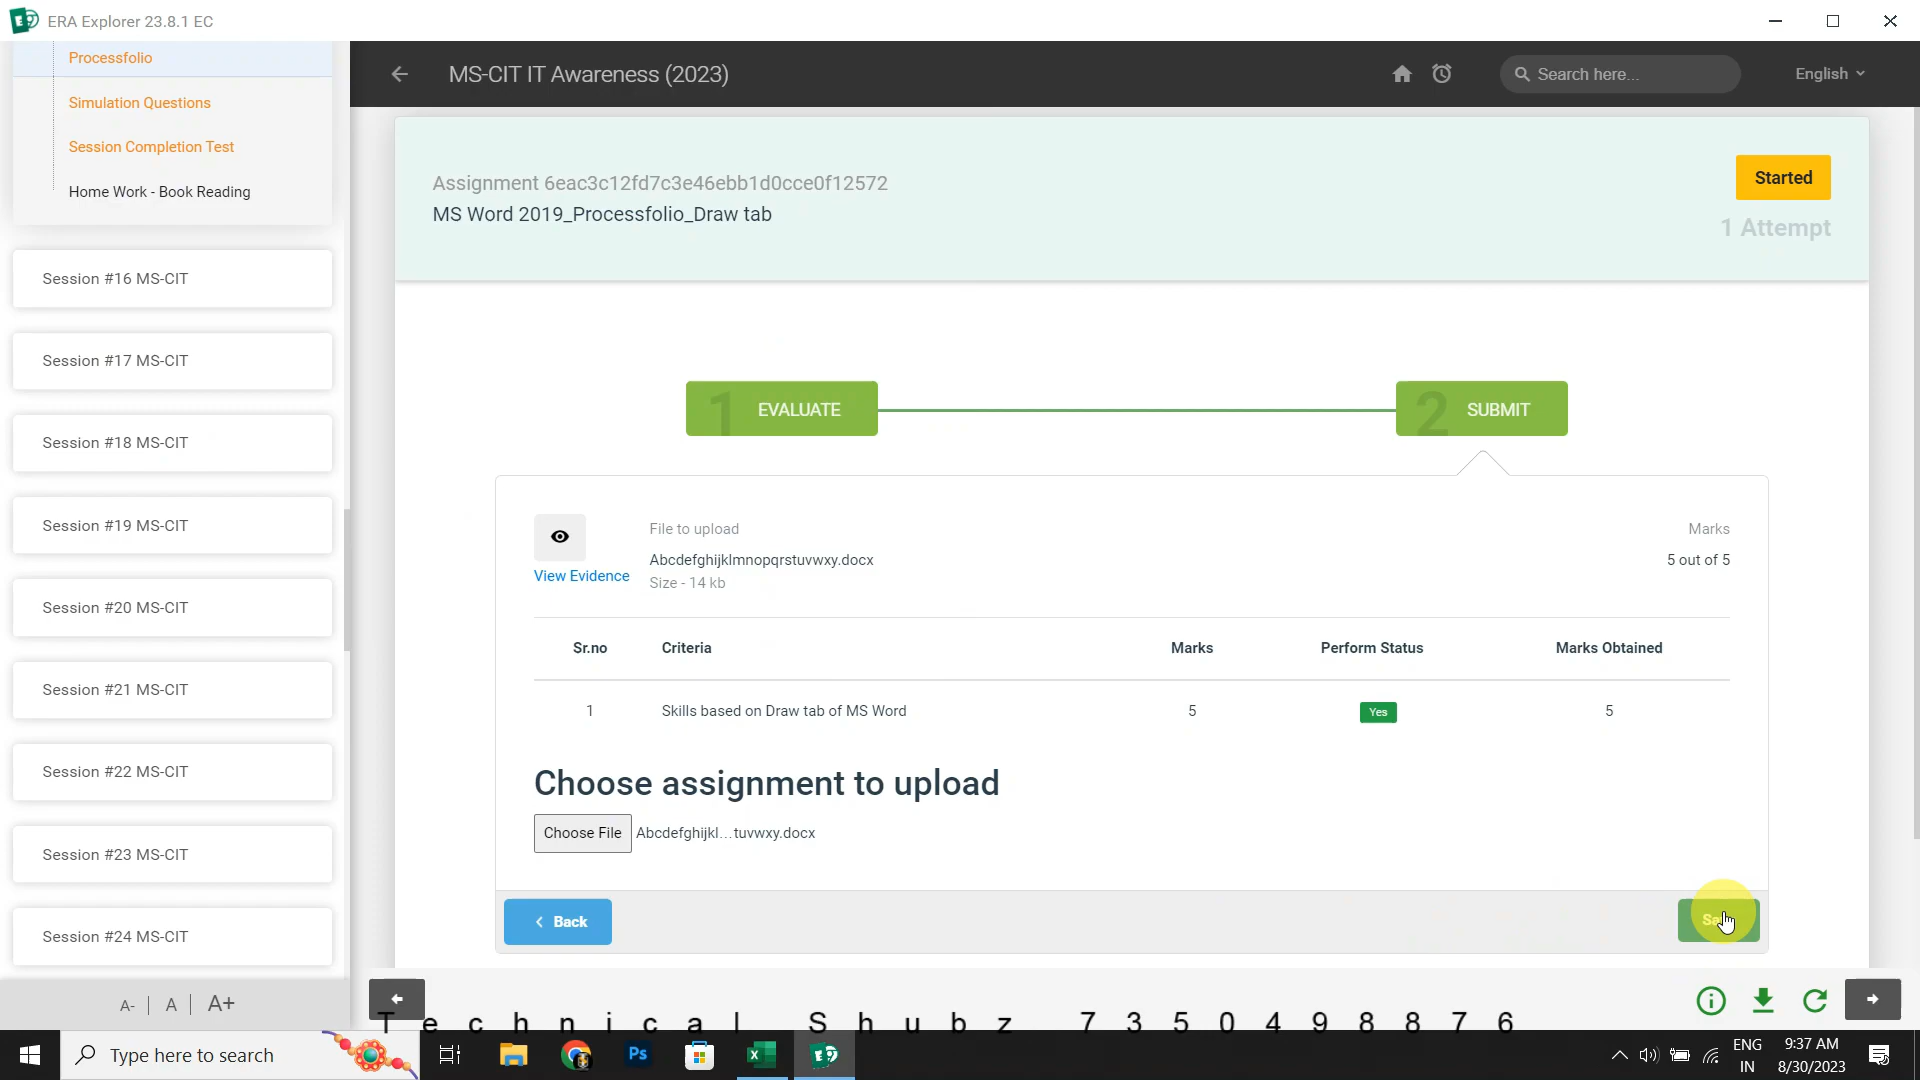 ERA Explorer 23.8.1 EC
Processfolio
Simulation Questions
Session Completion Test
Home Work - Book Reading
Session #16 MS-CIT
Session #17 MS-CIT
Session #18 MS-CIT
Session #19 MS-CIT
Session #20 MS-CIT
Session #21 MS-CIT
Session #22 MS-CIT
Session #23 MS-CIT
Session #24 MS-CIT
A- | A | A+
MS-CIT IT Awareness (2023)
Search here...
English
Assignment 6eac3c12fd7c3e46ebb1d0cce0f12572
MS Word 2019_Processfolio_Draw tab
Started
1 Attempt
1 EVALUATE
2 SUBMIT
View Evidence
File to upload
Abcdefghijklmnopqrstuvwxy.docx
Size - 14 kb
Marks
5 out of 5
Sr.no Criteria Marks Perform Status Marks Obtained
1 Skills based on Draw tab of MS Word 5 Yes 5
Choose assignment to upload
Choose File Abcdefghijkl...tuvwxy.docx
Back
Technical Shubz 7350498876
Type here to search
Ps
ENG
IN
9:37 AM
8/30/2023